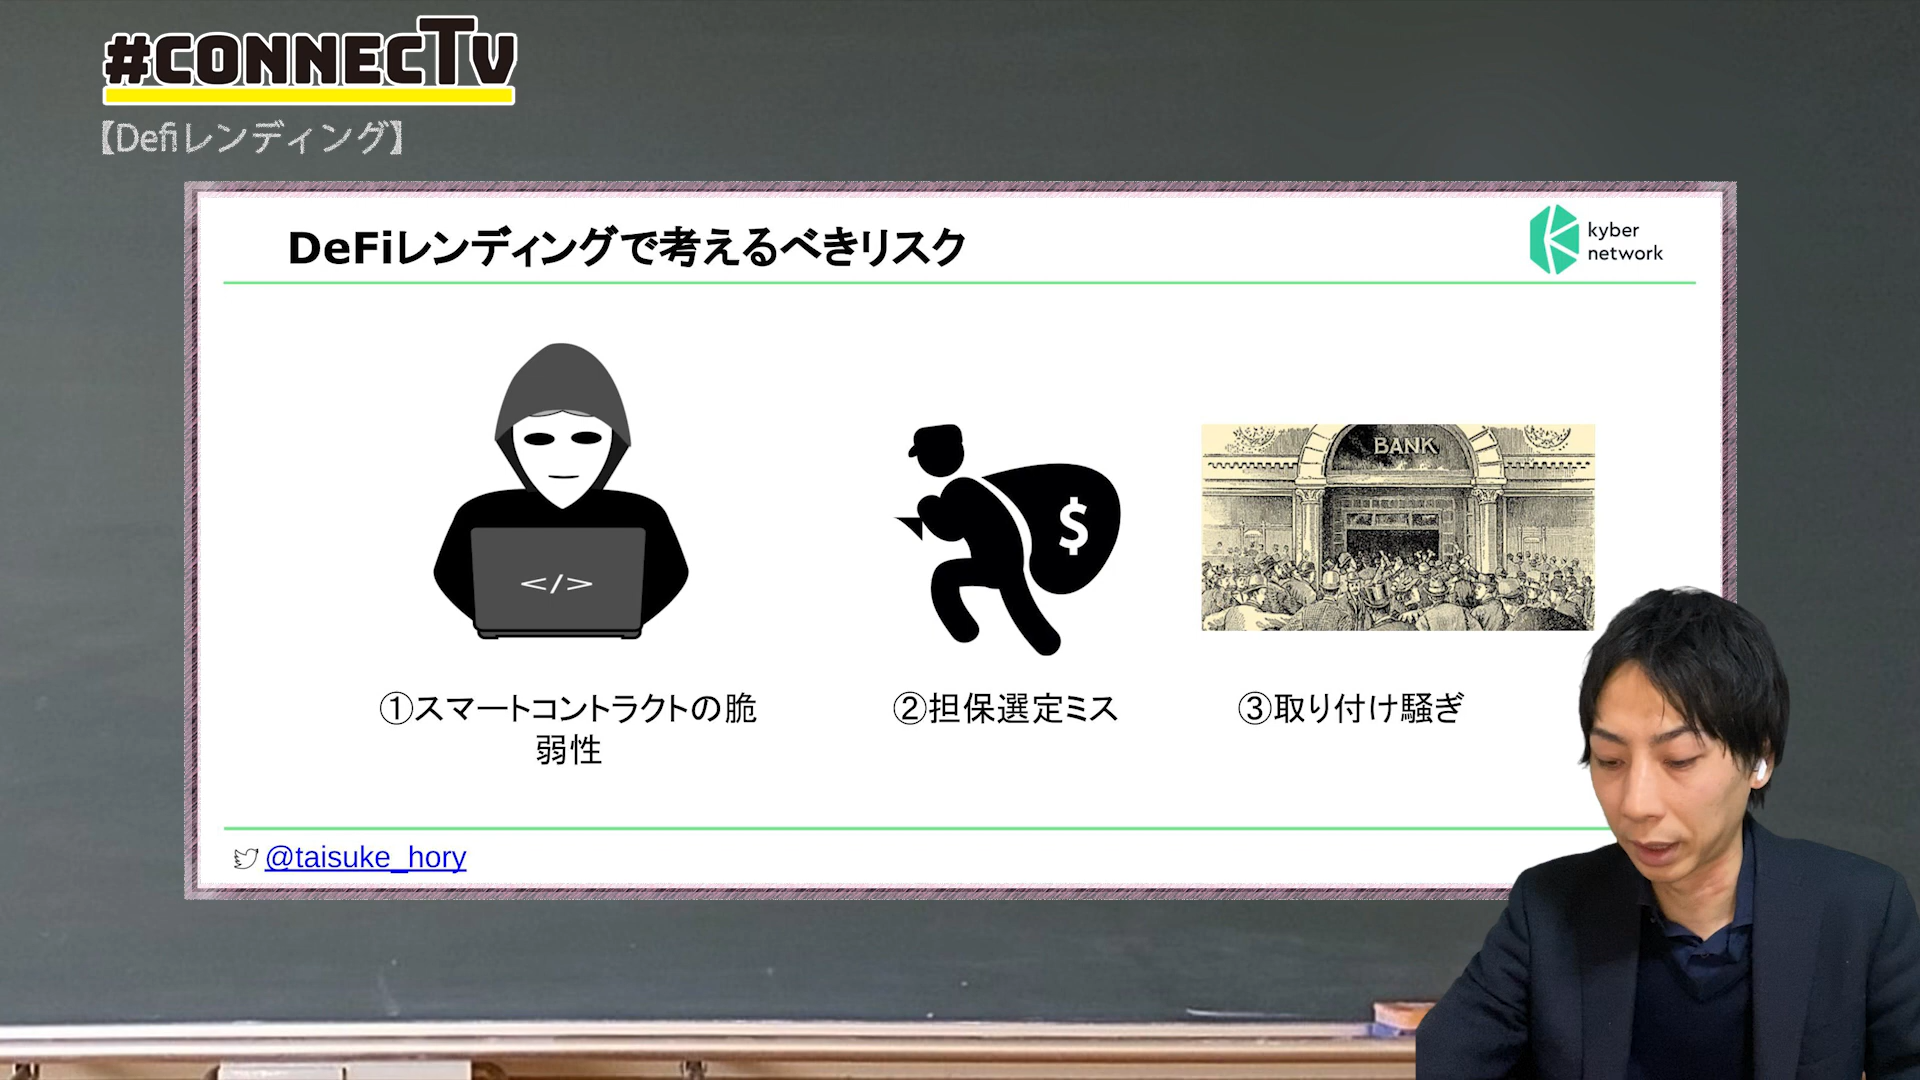 #CONNECTV
【Defiレンディング】
DeFiレンディングで考えるべきリスク
kyber
network
BANK
$
</>
①スマートコントラクトの脆
弱性
②担保選定ミス
③取り付け騒ぎ
@taisuke_hory